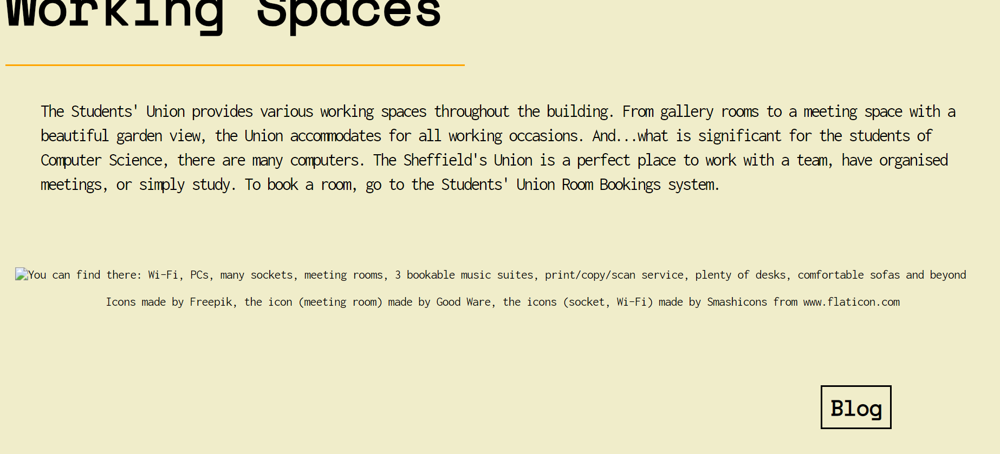 Working Spaces
The Students' Union provides various working spaces throughout the building. From gallery rooms to a meeting space with a
beautiful garden view, the Union accommodates for all working occasions. And...what is significant for the students of
Computer Science, there are many computers. The Sheffield's Union is a perfect place to work with a team, have organised
meetings, or simply study. To book a room, go to the Students' Union Room Bookings system.
You can find there: Wi-Fi, PCs, many sockets, meeting rooms, 3 bookable music suites, print/copy/scan service, plenty of desks, comfortable sofas and beyond
Icons made by Freepik, the icon (meeting room) made by Good Ware, the icons (socket, Wi-Fi) made by Smashicons from www.flaticon.com
Blog